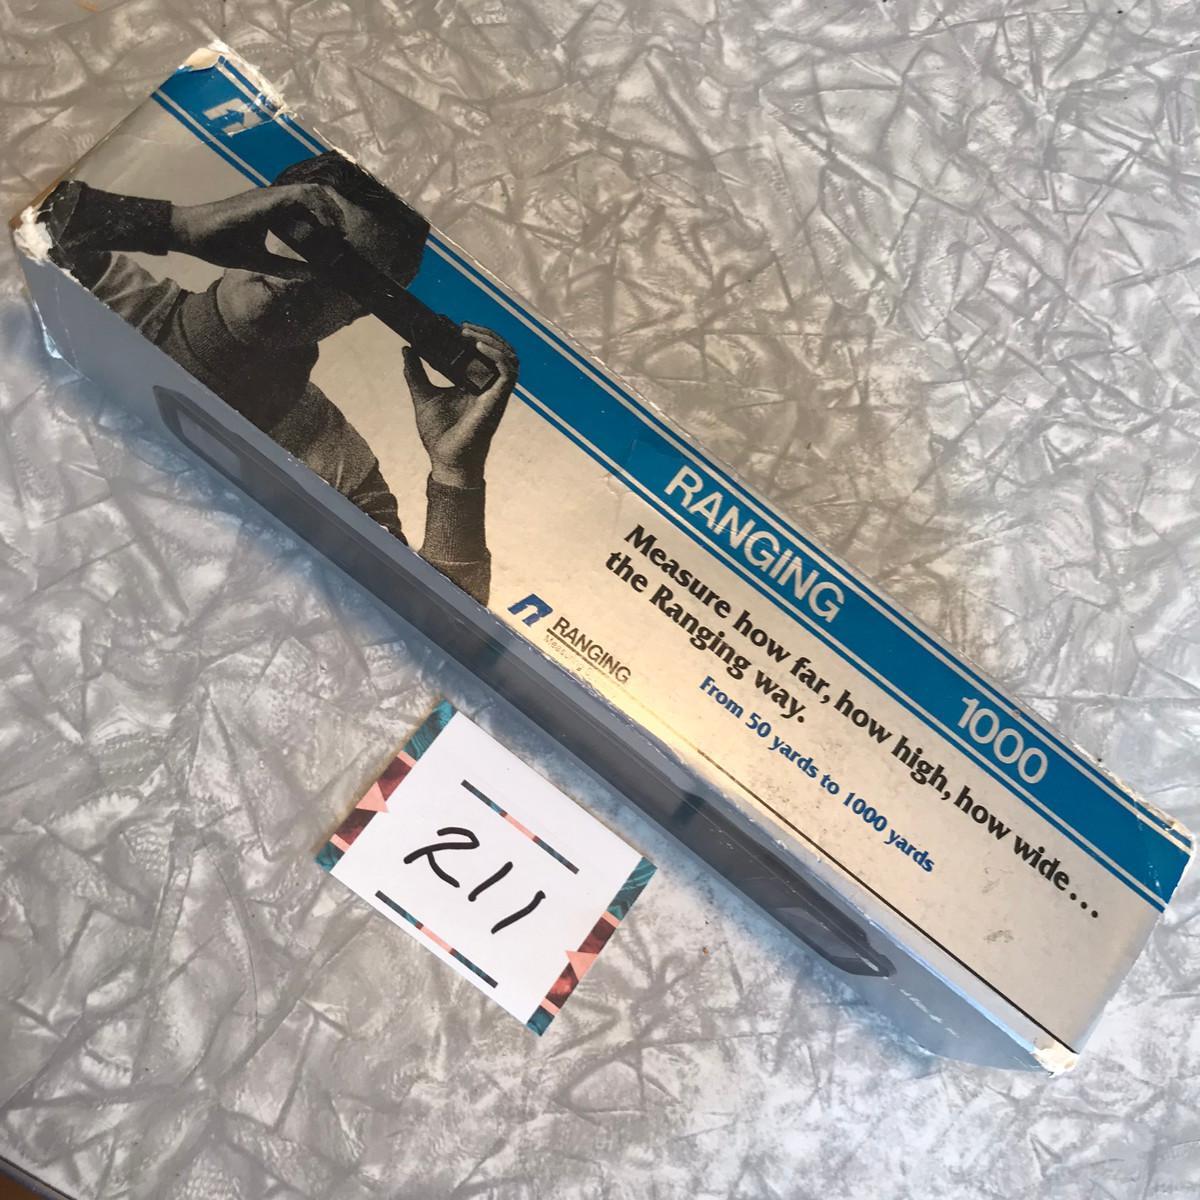 RANGING 1000
Measure how far, how high, how wide...
the Ranging way.
From 50 yards to 1000 yards
RANGING
R11